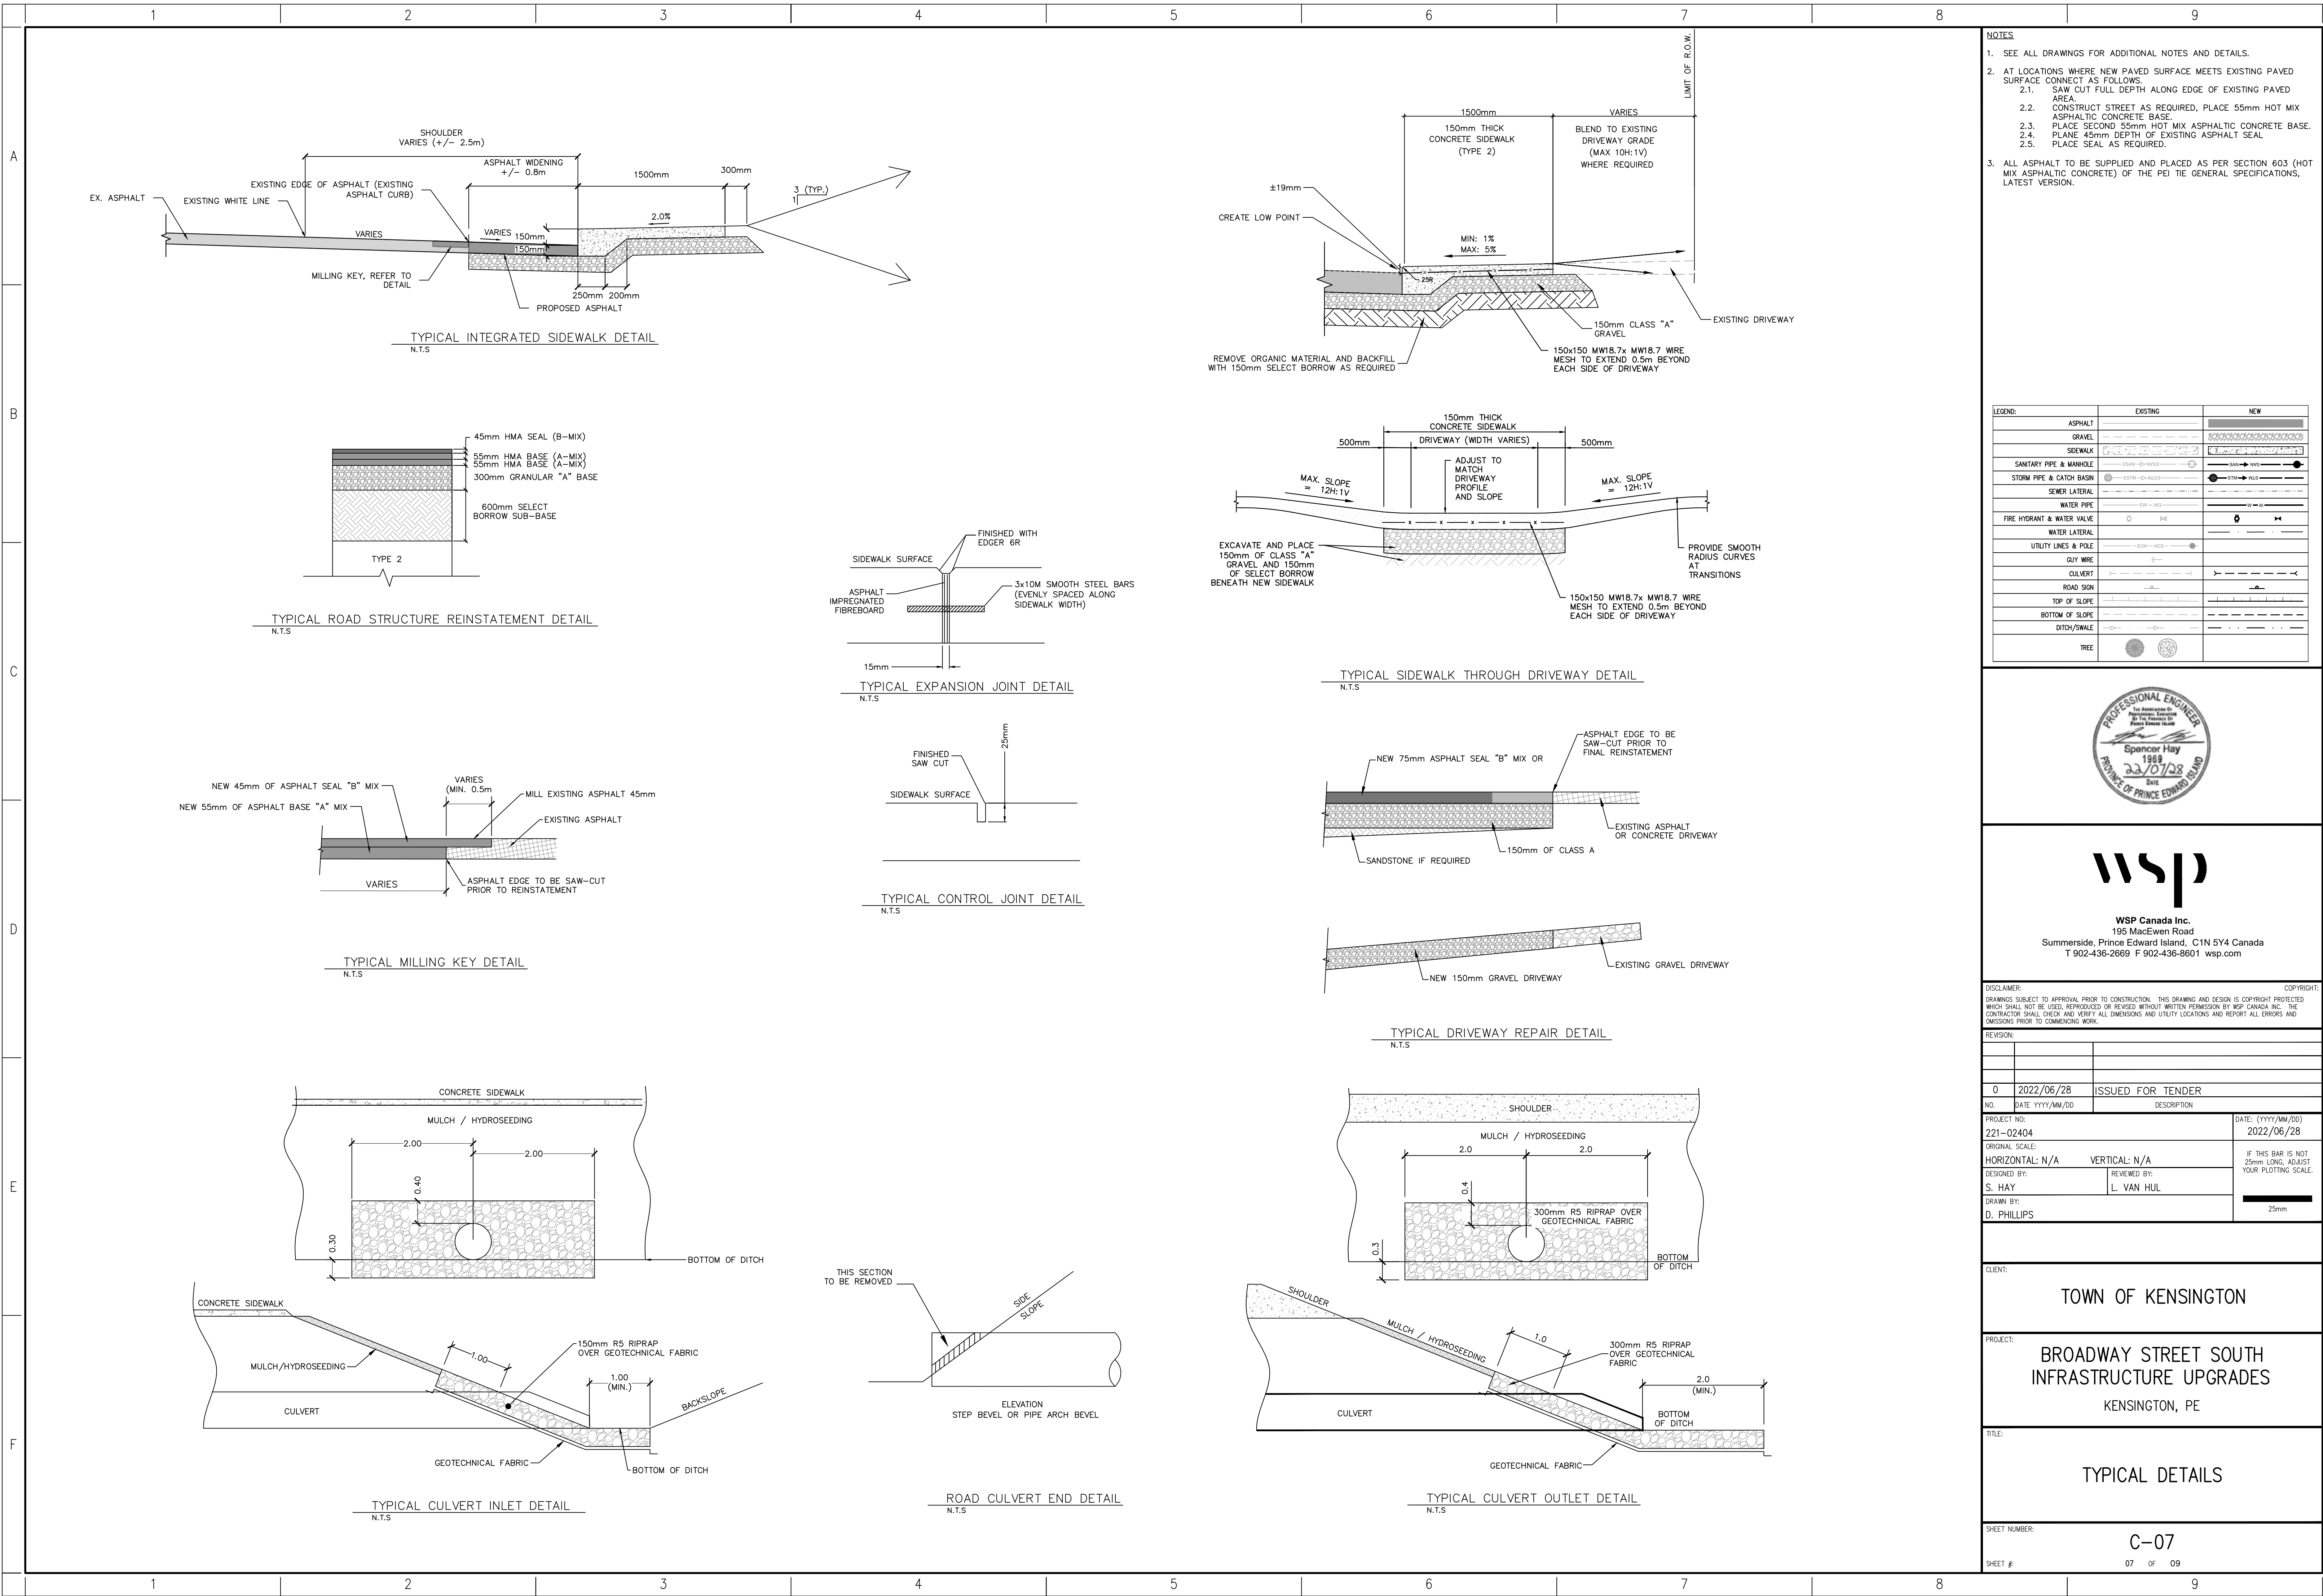 1 2 3 4 5 6 7 8 9
A
B
C
D
E
F
SHOULDER
VARIES (+/- 2.5m)
ASPHALT WIDENING
+/- 0.8m
1500mm
300mm
EXISTING EDGE OF ASPHALT (EXISTING
ASPHALT CURB)
EX. ASPHALT
EXISTING WHITE LINE
3 (TYP.)
1
2.0%
VARIES
VARIES
150mm
150mm
MILLING KEY, REFER TO
DETAIL
250mm 200mm
PROPOSED ASPHALT
TYPICAL INTEGRATED SIDEWALK DETAIL
N.T.S
LIMIT OF R.O.W.
1500mm
VARIES
150mm THICK
CONCRETE SIDEWALK
(TYPE 2)
BLEND TO EXISTING
DRIVEWAY GRADE
(MAX 10H:1V)
WHERE REQUIRED
±19mm
CREATE LOW POINT
MIN: 1%
MAX: 5%
25R
EXISTING DRIVEWAY
150mm CLASS "A"
GRAVEL
150x150 MW18.7x MW18.7 WIRE
MESH TO EXTEND 0.5m BEYOND
EACH SIDE OF DRIVEWAY
REMOVE ORGANIC MATERIAL AND BACKFILL
WITH 150mm SELECT BORROW AS REQUIRED
45mm HMA SEAL (B-MIX)
55mm HMA BASE (A-MIX)
55mm HMA BASE (A-MIX)
300mm GRANULAR "A" BASE
600mm SELECT
BORROW SUB-BASE
TYPE 2
TYPICAL ROAD STRUCTURE REINSTATEMENT DETAIL
N.T.S
FINISHED WITH
EDGER 6R
SIDEWALK SURFACE
ASPHALT
IMPREGNATED
FIBREBOARD
3x10M SMOOTH STEEL BARS
(EVENLY SPACED ALONG
SIDEWALK WIDTH)
15mm
TYPICAL EXPANSION JOINT DETAIL
N.T.S
150mm THICK
CONCRETE SIDEWALK
500mm
DRIVEWAY (WIDTH VARIES)
500mm
ADJUST TO
MATCH
DRIVEWAY
PROFILE
AND SLOPE
MAX. SLOPE
= 12H:1V
MAX. SLOPE
= 12H:1V
EXCAVATE AND PLACE
150mm OF CLASS "A"
GRAVEL AND 150mm
OF SELECT BORROW
BENEATH NEW SIDEWALK
PROVIDE SMOOTH
RADIUS CURVES
AT
TRANSITIONS
150x150 MW18.7x MW18.7 WIRE
MESH TO EXTEND 0.5m BEYOND
EACH SIDE OF DRIVEWAY
TYPICAL SIDEWALK THROUGH DRIVEWAY DETAIL
N.T.S
NEW 45mm OF ASPHALT SEAL "B" MIX
NEW 55mm OF ASPHALT BASE "A" MIX
VARIES
(MIN. 0.5m
MILL EXISTING ASPHALT 45mm
EXISTING ASPHALT
VARIES
ASPHALT EDGE TO BE SAW-CUT
PRIOR TO REINSTATEMENT
TYPICAL MILLING KEY DETAIL
N.T.S
FINISHED
SAW CUT
25mm
SIDEWALK SURFACE
TYPICAL CONTROL JOINT DETAIL
N.T.S
ASPHALT EDGE TO BE
SAW-CUT PRIOR TO
FINAL REINSTATEMENT
NEW 75mm ASPHALT SEAL "B" MIX OR
EXISTING ASPHALT
OR CONCRETE DRIVEWAY
150mm OF CLASS A
SANDSTONE IF REQUIRED
EXISTING GRAVEL DRIVEWAY
NEW 150mm GRAVEL DRIVEWAY
TYPICAL DRIVEWAY REPAIR DETAIL
N.T.S
CONCRETE SIDEWALK
MULCH / HYDROSEEDING
2.00
2.00
0.40
0.30
BOTTOM OF DITCH
CONCRETE SIDEWALK
MULCH/HYDROSEEDING
1.00
150mm R5 RIPRAP
OVER GEOTECHNICAL FABRIC
1.00
(MIN.)
BACKSLOPE
CULVERT
GEOTECHNICAL FABRIC
BOTTOM OF DITCH
TYPICAL CULVERT INLET DETAIL
N.T.S
THIS SECTION
TO BE REMOVED
SIDE
SLOPE
ELEVATION
STEP BEVEL OR PIPE ARCH BEVEL
ROAD CULVERT END DETAIL
N.T.S
SHOULDER
MULCH / HYDROSEEDING
2.0
2.0
0.4
300mm R5 RIPRAP OVER
GEOTECHNICAL FABRIC
0.3
BOTTOM
OF DITCH
SHOULDER
MULCH / HYDROSEEDING
1.0
300mm R5 RIPRAP
OVER GEOTECHNICAL
FABRIC
2.0
(MIN.)
CULVERT
BOTTOM
OF DITCH
GEOTECHNICAL FABRIC
TYPICAL CULVERT OUTLET DETAIL
N.T.S
NOTES
1. SEE ALL DRAWINGS FOR ADDITIONAL NOTES AND DETAILS.
2. AT LOCATIONS WHERE NEW PAVED SURFACE MEETS EXISTING PAVED
SURFACE CONNECT AS FOLLOWS.
2.1. SAW CUT FULL DEPTH ALONG EDGE OF EXISTING PAVED
AREA.
2.2. CONSTRUCT STREET AS REQUIRED, PLACE 55mm HOT MIX
ASPHALTIC CONCRETE BASE.
2.3. PLACE SECOND 55mm HOT MIX ASPHALTIC CONCRETE BASE.
2.4. PLANE 45mm DEPTH OF EXISTING ASPHALT SEAL
2.5. PLACE SEAL AS REQUIRED.
3. ALL ASPHALT TO BE SUPPLIED AND PLACED AS PER SECTION 603 (HOT
MIX ASPHALTIC CONCRETE) OF THE PEI TIE GENERAL SPECIFICATIONS,
LATEST VERSION.
LEGEND: EXISTING NEW
ASPHALT
GRAVEL
SIDEWALK
SANITARY PIPE & MANHOLE
STORM PIPE & CATCH BASIN
SEWER LATERAL
WATER PIPE
FIRE HYDRANT & WATER VALVE
WATER LATERAL
UTILITY LINES & POLE
GUY WIRE
CULVERT
ROAD SIGN
TOP OF SLOPE
BOTTOM OF SLOPE
DITCH/SWALE
TREE
PROFESSIONAL ENGINEER
THE ASSOCIATION OF
PROFESSIONAL ENGINEERS
OF THE PROVINCE OF
PRINCE EDWARD ISLAND
Spencer Hay
1969
22/07/28
DATE
PROVINCE OF PRINCE EDWARD ISLAND
wsp
WSP Canada Inc.
195 MacEwen Road
Summerside, Prince Edward Island, C1N 5Y4 Canada
T 902-436-2669 F 902-436-8601 wsp.com
DISCLAIMER: COPYRIGHT:
DRAWINGS SUBJECT TO APPROVAL PRIOR TO CONSTRUCTION. THIS DRAWING AND DESIGN IS COPYRIGHT PROTECTED
WHICH SHALL NOT BE USED, REPRODUCED OR REVISED WITHOUT WRITTEN PERMISSION BY WSP CANADA INC. THE
CONTRACTOR SHALL CHECK AND VERIFY ALL DIMENSIONS AND UTILITY LOCATIONS AND REPORT ALL ERRORS AND
OMISSIONS PRIOR TO COMMENCING WORK.
REVISION:
0 2022/06/28 ISSUED FOR TENDER
NO. DATE YYYY/MM/DD DESCRIPTION
PROJECT NO:
221-02404
DATE: (YYYY/MM/DD)
2022/06/28
ORIGINAL SCALE:
HORIZONTAL: N/A VERTICAL: N/A
IF THIS BAR IS NOT
25mm LONG, ADJUST
YOUR PLOTTING SCALE.
25mm
DESIGNED BY:
S. HAY
REVIEWED BY:
L. VAN HUL
DRAWN BY:
D. PHILLIPS
CLIENT:
TOWN OF KENSINGTON
PROJECT:
BROADWAY STREET SOUTH
INFRASTRUCTURE UPGRADES
KENSINGTON, PE
TITLE:
TYPICAL DETAILS
SHEET NUMBER:
C-07
SHEET #: 07 OF 09
1 2 3 4 5 6 7 8 9